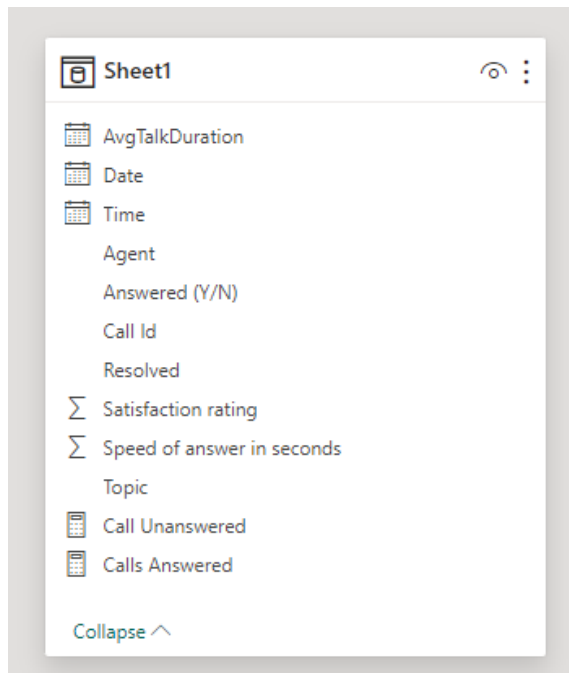 Sheet1
AvgTalkDuration
Date
Time
Agent
Answered (Y/N)
Call Id
Resolved
Satisfaction rating
Speed of answer in seconds
Topic
Call Unanswered
Calls Answered
Collapse